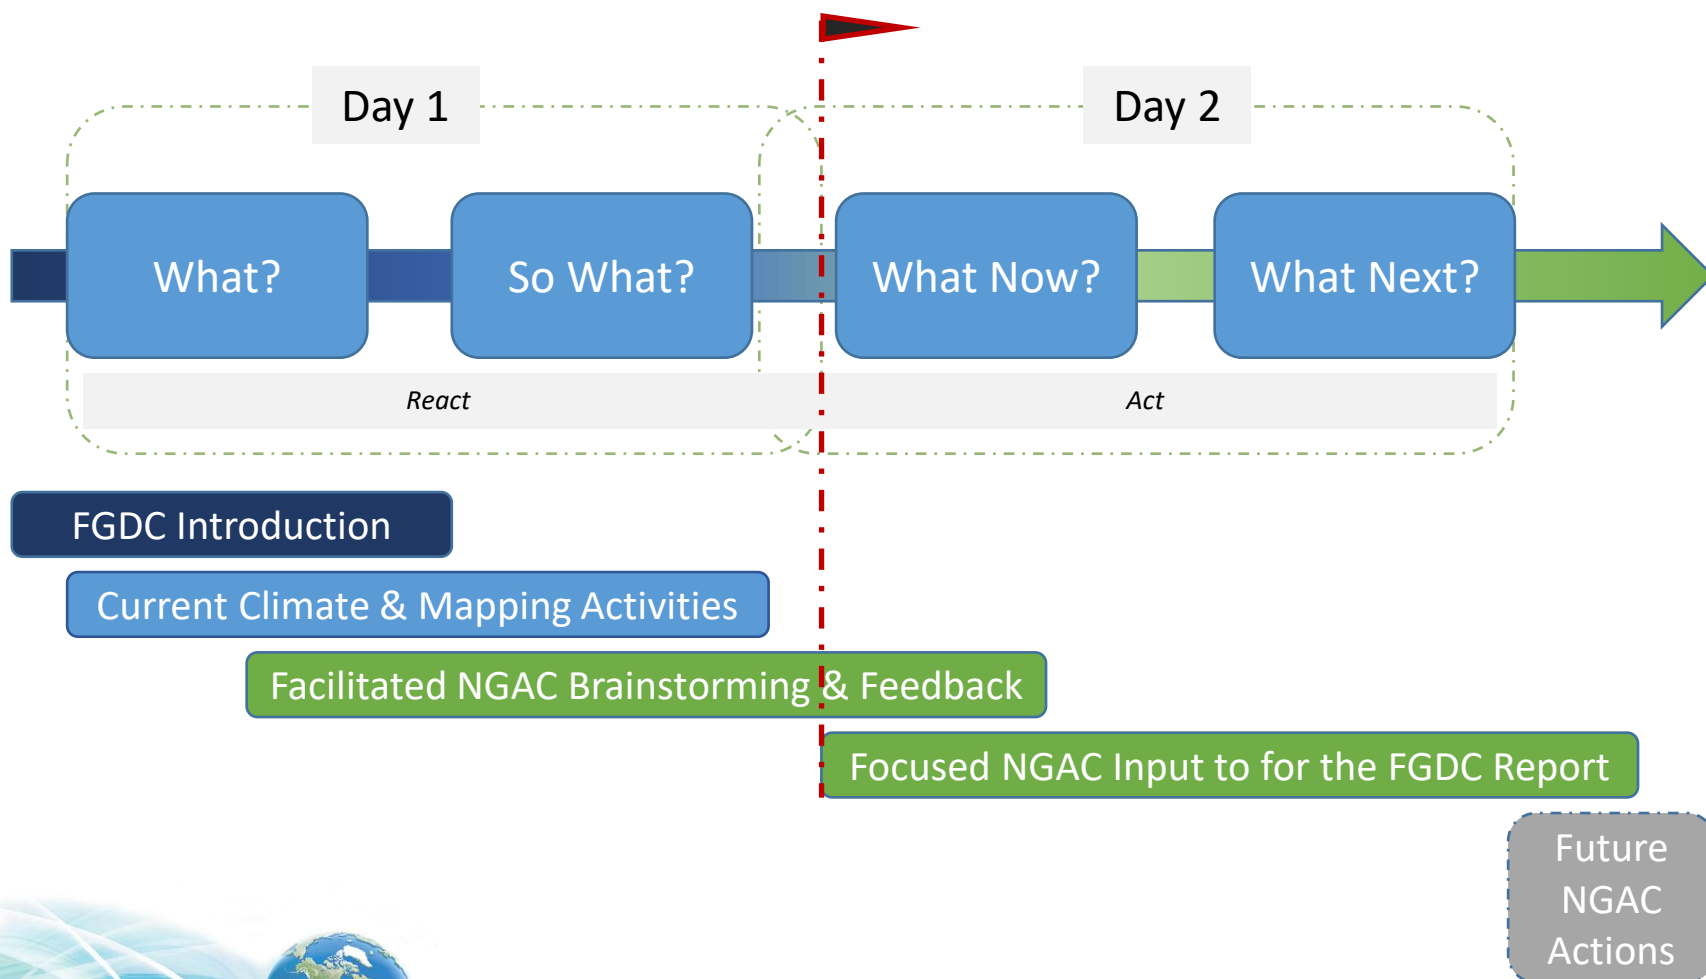 Day 1
Day 2
What?
So What?
What Now?
What Next?
React
Act
FGDC Introduction
Current Climate & Mapping Activities
Facilitated NGAC Brainstorming & Feedback
Focused NGAC Input to for the FGDC Report
Future
NGAC
Actions